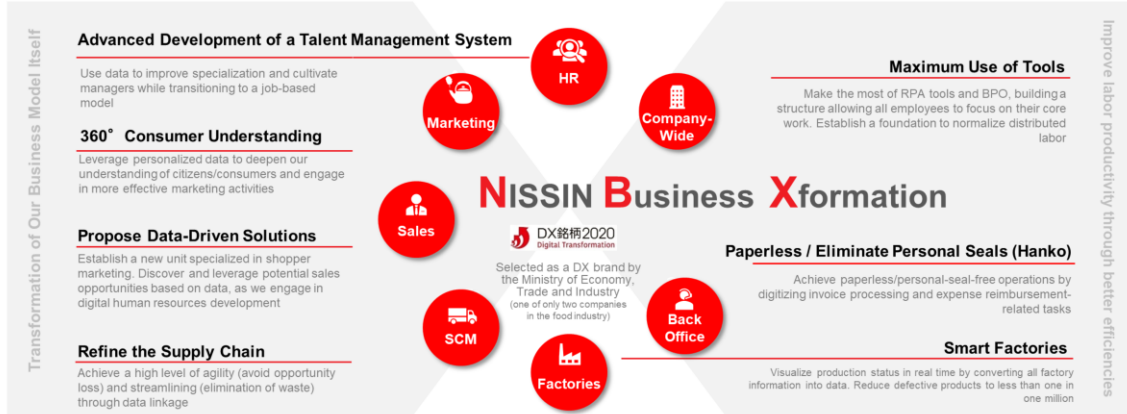 Transformation of Our Business Model Itself
Advanced Development of a Talent Management System
Use data to improve specialization and cultivate
managers while transitioning to a job-based
model
360° Consumer Understanding
Leverage personalized data to deepen our
understanding of citizens/consumers and engage
in more effective marketing activities
Propose Data-Driven Solutions
Establish a new unit specialized in shopper
marketing. Discover and leverage potential sales
opportunities based on data, as we engage in
digital human resources development
Refine the Supply Chain
Achieve a high level of agility (avoid opportunity
loss) and streamlining (elimination of waste)
through data linkage
HR
Marketing
Company-
Wide
Sales
NISSIN Business Xformation
DX銘柄2020
Digital Transformation
Selected as a DX brand by
the Ministry of Economy,
Trade and Industry
(one of only two companies
in the food industry)
SCM
Back
Office
Factories
Maximum Use of Tools
Make the most of RPA tools and BPO, building a
structure allowing all employees to focus on their core
work. Establish a foundation to normalize distributed
labor
Paperless / Eliminate Personal Seals (Hanko)
Achieve paperless/personal-seal-free operations by
digitizing invoice processing and expense reimbursement-
related tasks
Smart Factories
Visualize production status in real time by converting all factory
information into data. Reduce defective products to less than one in
one million
Improve labor productivity through better efficiencies